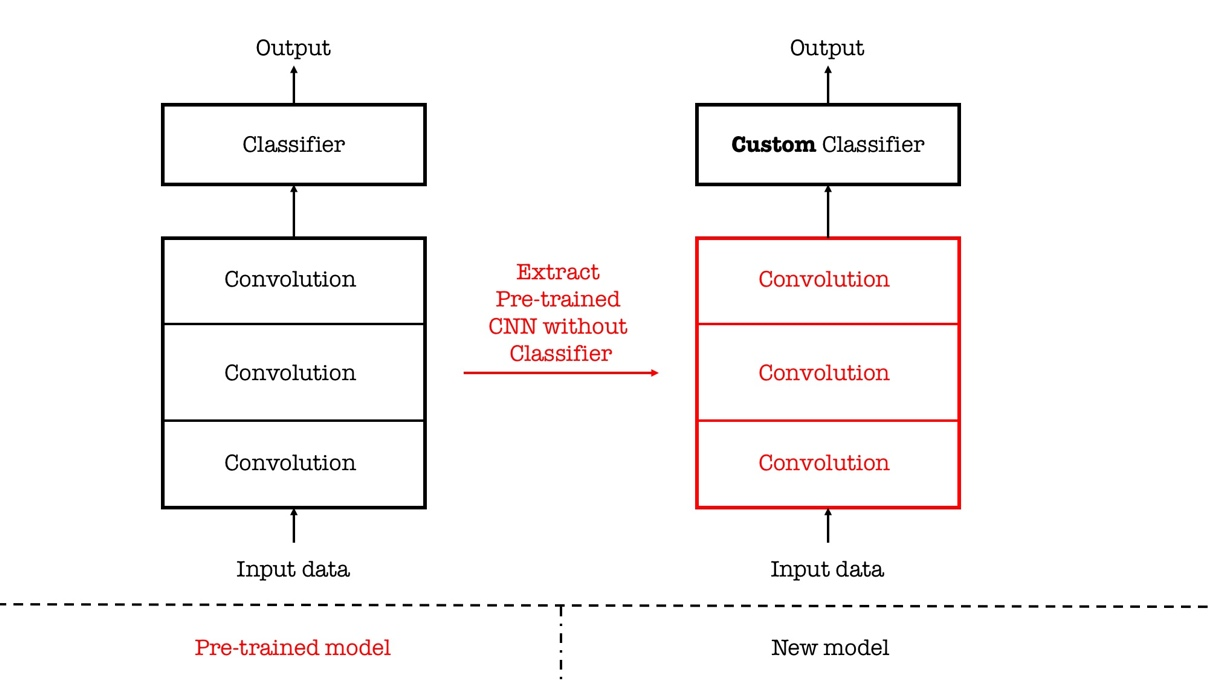 Output
Classifier
Convolution
Convolution
Convolution
Input data
Extract
Pre-trained
CNN without
Classifier
Output
Custom Classifier
Convolution
Convolution
Convolution
Input data
Pre-trained model
New model